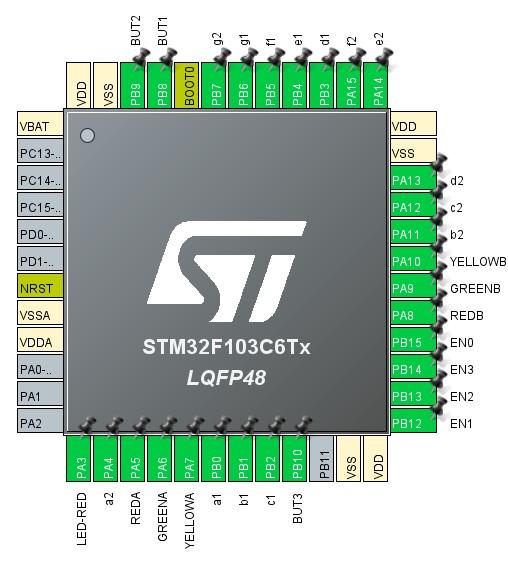 BUT2
BUT1
g2
g1
f1
e1
d1
f2
e2
VDD
VSS
PB9
PB8
BOOT0
PB7
PB6
PB5
PB4
PB3
PA15
PA14
VBAT
PC13-..
PC14-..
PC15-..
PD0-..
PD1-..
NRST
VSSA
VDDA
PA0-..
PA1
PA2
ST
STM32F103C6Tx
LQFP48
VDD
VSS
PA13 d2
PA12 c2
PA11 b2
PA10 YELLOWB
PA9 GREENB
PA8 REDB
PB15 EN0
PB14 EN3
PB13 EN2
PB12 EN1
PA3
PA4
PA5
PA6
PA7
PB0
PB1
PB2
PB10
PB11
VSS
VDD
LED-RED
a2
REDA
GREENA
YELLOWA
a1
b1
c1
BUT3